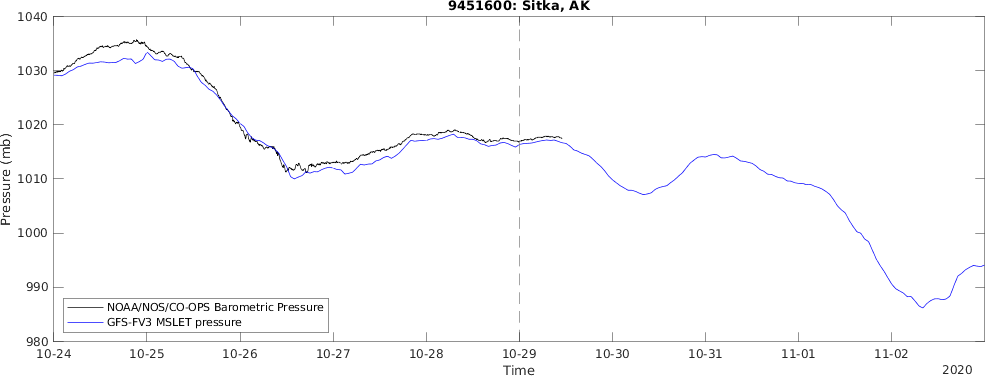 9451600: Sitka, AK
Pressure (mb)
1040
1030
1020
1010
1000
990
980
NOAA/NOS/CO-OPS Barometric Pressure
GFS-FV3 MSLET pressure
10-24 10-25 10-26 10-27 10-28 10-29 10-30 10-31 11-01 11-02
Time
2020